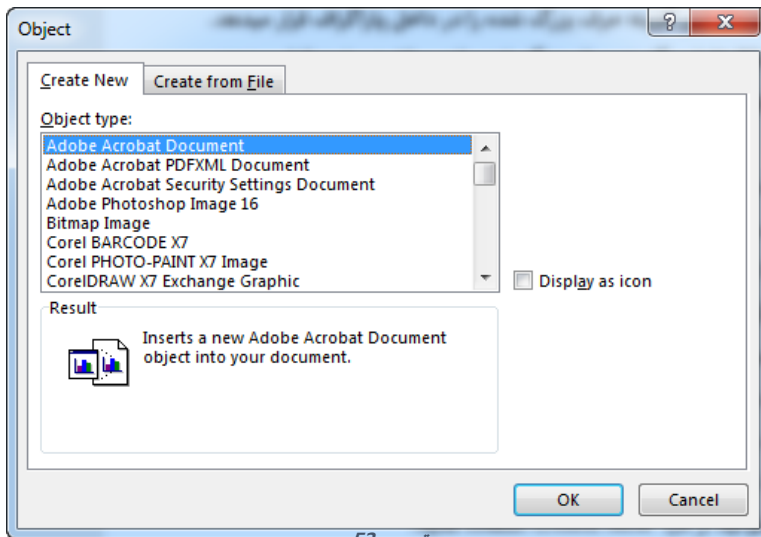 Object
Create New
Create from File
Object type:
Adobe Acrobat Document
Adobe Acrobat PDFXML Document
Adobe Acrobat Security Settings Document
Adobe Photoshop Image 16
Bitmap Image
Corel BARCODE X7
Corel PHOTO-PAINT X7 Image
CorelDRAW X7 Exchange Graphic
Display as icon
Result
Inserts a new Adobe Acrobat Document
object into your document.
OK
Cancel